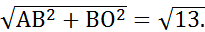 √(AB² + BO²) = √13.